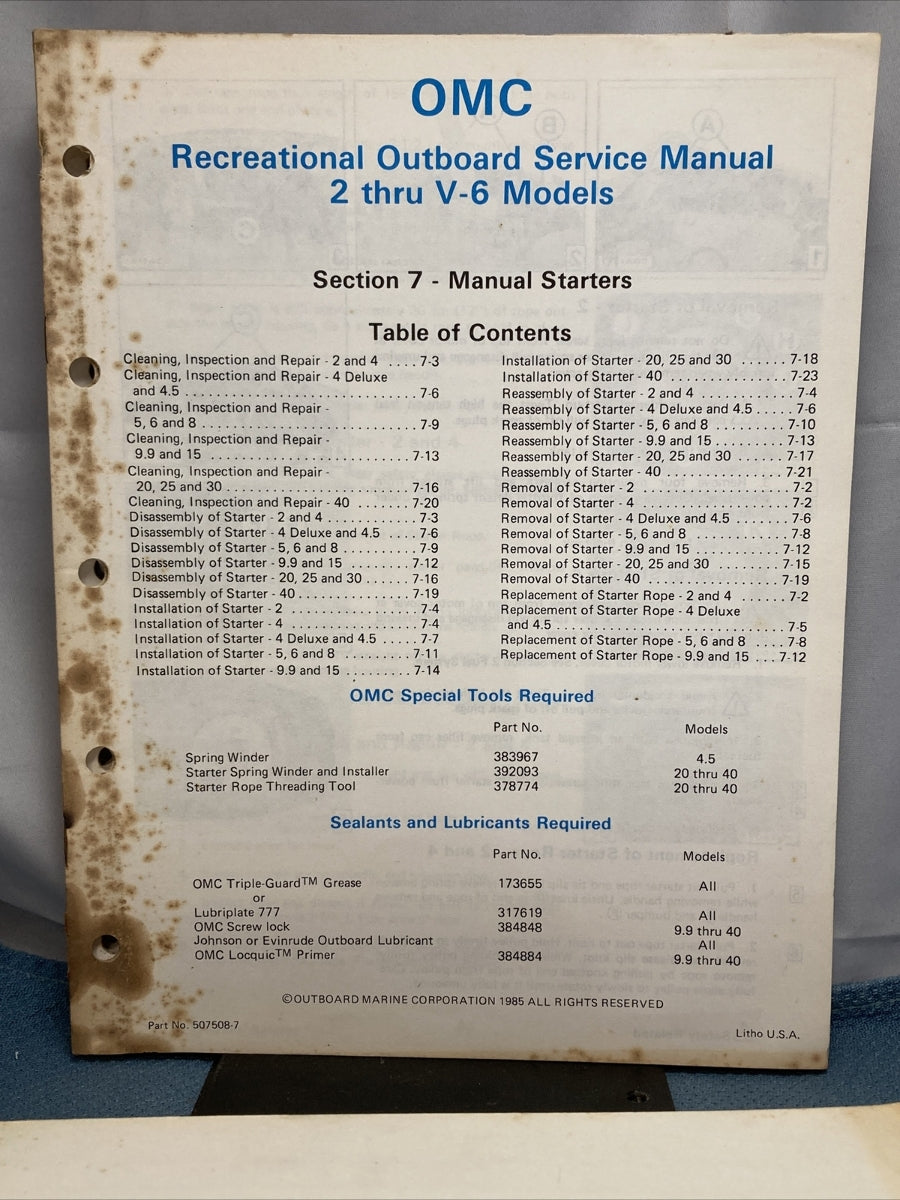 OMC
Recreational Outboard Service Manual
2 thru V-6 Models
Section 7 - Manual Starters
Table of Contents
Cleaning, Inspection and Repair - 2 and 4 .... 7-3
Cleaning, Inspection and Repair - 4 Deluxe
and 4.5 ........................... 7-6
Cleaning, Inspection and Repair -
5, 6 and 8 ......................... 7-9
Cleaning, Inspection and Repair -
9.9 and 15 ........................ 7-13
Cleaning, Inspection and Repair -
20, 25 and 30 ...................... 7-16
Cleaning, Inspection and Repair - 40 ....... 7-20
Disassembly of Starter - 2 and 4 ............ 7-3
Disassembly of Starter - 4 Deluxe and 4.5 .... 7-6
Disassembly of Starter - 5, 6 and 8 .......... 7-9
Disassembly of Starter - 9.9 and 15 ........ 7-12
Disassembly of Starter - 20, 25 and 30 ...... 7-16
Disassembly of Starter - 40 ............... 7-19
Installation of Starter - 2 .................. 7-4
Installation of Starter - 4 .................. 7-4
Installation of Starter - 4 Deluxe and 4.5 ..... 7-7
Installation of Starter - 5, 6 and 8 ......... 7-11
Installation of Starter - 9.9 and 15 ......... 7-14
Installation of Starter - 20, 25 and 30 ...... 7-18
Installation of Starter - 40 ............... 7-23
Reassembly of Starter - 2 and 4 ............ 7-4
Reassembly of Starter - 4 Deluxe and 4.5 ..... 7-6
Reassembly of Starter - 5, 6 and 8 ......... 7-10
Reassembly of Starter - 9.9 and 15 ......... 7-13
Reassembly of Starter - 20, 25 and 30 ...... 7-17
Reassembly of Starter - 40 ............... 7-21
Removal of Starter - 2 .................... 7-2
Removal of Starter - 4 .................... 7-2
Removal of Starter - 4 Deluxe and 4.5 ....... 7-6
Removal of Starter - 5, 6 and 8 ............ 7-8
Removal of Starter - 9.9 and 15 ........... 7-12
Removal of Starter - 20, 25 and 30 ........ 7-15
Removal of Starter - 40 .................. 7-19
Replacement of Starter Rope - 2 and 4 ...... 7-2
Replacement of Starter Rope - 4 Deluxe
and 4.5 ............................ 7-5
Replacement of Starter Rope - 5, 6 and 8 .... 7-8
Replacement of Starter Rope - 9.9 and 15 ... 7-12
OMC Special Tools Required
Part No. Models
Spring Winder 383967 4.5
Starter Spring Winder and Installer 392093 20 thru 40
Starter Rope Threading Tool 378774 20 thru 40
Sealants and Lubricants Required
Part No. Models
OMC Triple-Guard™ Grease 173655 All
or
Lubriplate 777 317619 All
OMC Screw lock 384848 9.9 thru 40
Johnson or Evinrude Outboard Lubricant All
OMC Locquic™ Primer 384884 9.9 thru 40
©OUTBOARD MARINE CORPORATION 1985 ALL RIGHTS RESERVED
Part No. 507508-7
Litho U.S.A.